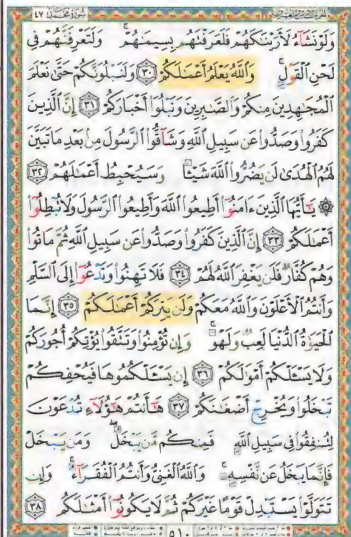 سورة محمد ٤٧
وَلَوْ نَشَآءُ لَأَرَيْنَٰكَهُمْ فَلَعَرَفْتَهُم بِسِيمَٰهُمْ ۚ وَلَتَعْرِفَنَّهُمْ فِى
لَحْنِ ٱلْقَوْلِ ۚ وَٱللَّهُ يَعْلَمُ أَعْمَٰلَكُمْ ٣٠ وَلَنَبْلُوَنَّكُمْ حَتَّىٰ نَعْلَمَ
ٱلْمُجَٰهِدِينَ مِنكُمْ وَٱلصَّٰبِرِينَ وَنَبْلُوَا۟ أَخْبَارَكُمْ ٣١ إِنَّ ٱلَّذِينَ
كَفَرُوا۟ وَصَدُّوا۟ عَن سَبِيلِ ٱللَّهِ وَشَآقُّوا۟ ٱلرَّسُولَ مِنۢ بَعْدِ مَا تَبَيَّنَ
لَهُمُ ٱلْهُدَىٰ لَن يَضُرُّوا۟ ٱللَّهَ شَيْـًٔا وَسَيُحْبِطُ أَعْمَٰلَهُمْ ٣٢
۞ يَٰٓأَيُّهَا ٱلَّذِينَ ءَامَنُوٓا۟ أَطِيعُوا۟ ٱللَّهَ وَأَطِيعُوا۟ ٱلرَّسُولَ وَلَا تُبْطِلُوٓا۟
أَعْمَٰلَكُمْ ٣٣ إِنَّ ٱلَّذِينَ كَفَرُوا۟ وَصَدُّوا۟ عَن سَبِيلِ ٱللَّهِ ثُمَّ مَاتُوا۟
وَهُمْ كُفَّارٌ فَلَن يَغْفِرَ ٱللَّهُ لَهُمْ ٣٤ فَلَا تَهِنُوا۟ وَتَدْعُوٓا۟ إِلَى ٱلسَّلْمِ
وَأَنتُمُ ٱلْأَعْلَوْنَ وَٱللَّهُ مَعَكُمْ وَلَن يَتِرَكُمْ أَعْمَٰلَكُمْ ٣٥ إِنَّمَا
ٱلْحَيَوٰةُ ٱلدُّنْيَا لَعِبٌ وَلَهْوٌ ۚ وَإِن تُؤْمِنُوا۟ وَتَتَّقُوا۟ يُؤْتِكُمْ أُجُورَكُمْ
وَلَا يَسْـَٔلْكُمْ أَمْوَٰلَكُمْ ٣٦ إِن يَسْـَٔلْكُمُوهَا فَيُحْفِكُمْ
تَبْخَلُوا۟ وَيُخْرِجْ أَضْغَٰنَكُمْ ٣٧ هَٰٓأَنتُمْ هَٰٓؤُلَآءِ تُدْعَوْنَ
لِتُنفِقُوا۟ فِى سَبِيلِ ٱللَّهِ فَمِنكُم مَّن يَبْخَلُ ۖ وَمَن يَبْخَلْ
فَإِنَّمَا يَبْخَلُ عَن نَّفْسِهِۦ ۚ وَٱللَّهُ ٱلْغَنِىُّ وَأَنتُمُ ٱلْفُقَرَآءُ ۚ وَإِن
تَتَوَلَّوْا۟ يَسْتَبْدِلْ قَوْمًا غَيْرَكُمْ ثُمَّ لَا يَكُونُوٓا۟ أَمْثَٰلَكُم ٣٨
٥١٠